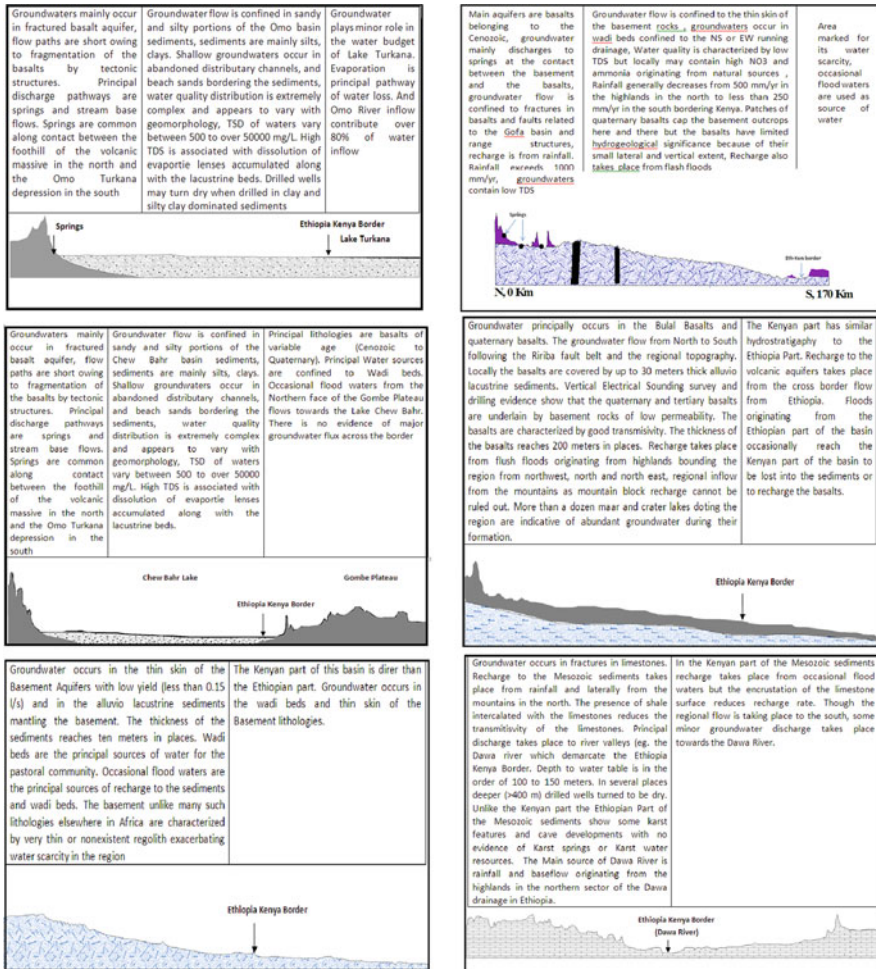 Groundwaters mainly occur
in fractured basalt aquifer,
flow paths are short owing
to fragmentation of the
basalts by tectonic
structures. Principal
discharge pathways are
springs and stream base
flows. Springs are common
along contact between the
foothill of the volcanic
massive in the north and
the Omo Turkana
depression in the south
Groundwater flow is confined in sandy
and silty portions of the Omo basin
sediments, sediments are mainly silts,
clays. Shallow groundwaters occur in
abandoned distributary channels, and
beach sands bordering the sediments,
water quality distribution is extremely
complex and appears to vary with
geomorphology, TSD of waters vary
between 500 to over 50000 mg/L. High
TDS is associated with dissolution of
evaportie lenses accumulated along
with the lacustrine beds. Drilled wells
may turn dry when drilled in clay and
silty clay dominated sediments
Groundwater
plays minor role in
the water budget
of Lake Turkana.
Evaporation is
principal pathway
of water loss. And
Omo River inflow
contribute over
80% of water
inflow
Springs
Ethiopia Kenya Border
Lake Turkana
Main aquifers are basalts
belonging to the
Cenozoic, groundwater
mainly discharges to
springs at the contact
between the basement
and the basalts,
groundwater flow is
confined to fractures in
basalts and faults related
to the Gofa basin and
range structures,
recharge is from rainfall.
Rainfall exceeds 1000
mm/yr, groundwaters
contain low TDS
Groundwater flow is confined to the thin skin of
the basement rocks , groundwaters occur in
wadi beds confined to the NS or EW running
drainage, Water quality is characterized by low
TDS but locally may contain high NO3 and
ammonia originating from natural sources ,
Rainfall generally decreases from 500 mm/yr in
the highlands in the north to less than 250
mm/yr in the south bordering Kenya. Patches of
quaternary basalts cap the basement outcrops
here and there but the basalts have limited
hydrogeological significance because of their
small lateral and vertical extent, Recharge also
takes place from flash floods
Area
marked for
its water
scarcity,
occasional
flood waters
are used as
source of
water
Springs
N, 0 Km
S, 170 Km
Groundwaters mainly
occur in fractured
basalt aquifer, flow
paths are short owing
to fragmentation of
the basalts by tectonic
structures. Principal
discharge pathways
are springs and
stream base flows.
Springs are common
along contact
between the foothill
of the volcanic
massive in the north
and the Omo Turkana
depression in the
south
Groundwater flow is confined in
sandy and silty portions of the
Chew Bahr basin sediments,
sediments are mainly silts, clays.
Shallow groundwaters occur in
abandoned distributary channels,
and beach sands bordering the
sediments, water quality
distribution is extremely complex
and appears to vary with
geomorphology, TSD of waters
vary between 500 to over 50000
mg/L. High TDS is associated with
dissolution of evaportie lenses
accumulated along with the
lacustrine beds.
Principal lithologies are basalts of
variable age (Cenozoic to
Quaternary). Principal Water sources
are confined to Wadi beds.
Occasional flood waters from the
Northern face of the Gombe Plateau
flows towards the Lake Chew Bahr.
There is no evidence of major
groundwater flux across the border
Chew Bahr Lake
Gombe Plateau
Ethiopia Kenya Border
Groundwater principally occurs in the Bulal Basalts and
quaternary basalts. The groundwater flow from North to South
following the Ririba fault belt and the regional topography.
Locally the basalts are covered by up to 30 meters thick alluvio
lacustrine sediments. Vertical Electrical Sounding survey and
drilling evidence show that the quaternary and tertiary basalts
are underlain by basement rocks of low permeability. The
basalts are characterized by good transmisivity. The thickness of
the basalts reaches 200 meters in places. Recharge takes place
from flush floods originating from highlands bounding the
region from northwest, north and north east, regional inflow
from the mountains as mountain block recharge cannot be
ruled out. More than a dozen maar and crater lakes doting the
region are indicative of abundant groundwater during their
formation.
The Kenyan part has similar
hydrostratigaphy to the
Ethiopia Part. Recharge to the
volcanic aquifers takes place
from the cross border flow
from Ethiopia. Floods
originating from the
Ethiopian part of the basin
occasionally reach the
Kenyan part of the basin to
be lost into the sediments or
to recharge the basalts.
Ethiopia Kenya Border
Groundwater occurs in the thin skin of the
Basement Aquifers with low yield (less than 0.15
l/s) and in the alluvio lacustrine sediments
mantling the basement. The thickness of the
sediments reaches ten meters in places. Wadi
beds are the principal sources of water for the
pastoral community. Occasional flood waters are
the principal sources of recharge to the sediments
and wadi beds. The basement unlike many such
lithologies elsewhere in Africa are characterized
by very thin or nonexistent regolith exacerbating
water scarcity in the region
The Kenyan part of this basin is direr than
the Ethiopian part. Groundwater occurs in
the wadi beds and thin skin of the
Basement lithologies.
Ethiopia Kenya Border
Groundwater occurs in fractures in limestones.
Recharge to the Mesozoic sediments takes
place from rainfall and laterally from the
mountains in the north. The presence of shale
intercalated with the limestones reduces the
transmitivity of the limestones. Principal
discharge take place to river valleys (eg. the
Dawa river which demarcate the Ethiopia
Kenya Border. Depth to water table is in the
order of 100 to 150 meters. In several places
deeper (>400 m) drilled wells turned to be dry.
Unlike the Kenyan part the Ethiopian Part of
the Mesozoic sediments show some karst
features and cave developments with no
evidence of Karst springs or Karst water
resources. The Main source of Dawa River is
rainfall and baseflow originating from the
highlands in the northern sector of the Dawa
drainage in Ethiopia.
In the Kenyan part of the Mesozoic sediments
recharge takes place from occasional flood
waters but the encrustation of the limestone
surface reduces recharge rate. Though the
regional flow is taking place to the south, some
minor groundwater discharge takes place
towards the Dawa River.
Ethiopia Kenya Border
(Dawa River)